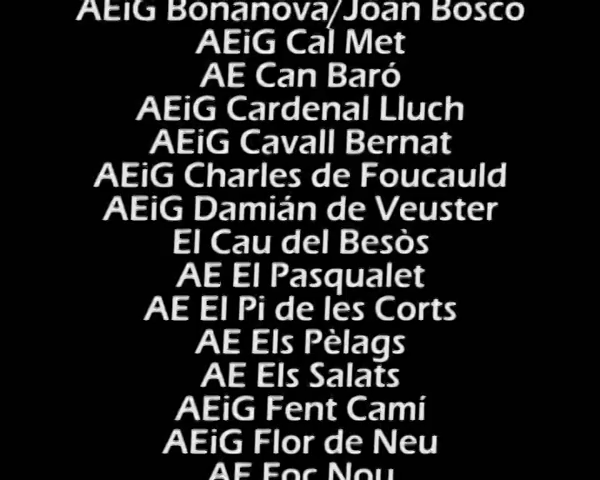 AEiG Bonanova/Joan Bosco
AEiG Cal Met
AE Can Baró
AEiG Cardenal Lluch
AEiG Cavall Bernat
AEiG Charles de Foucauld
AEiG Damián de Veuster
El Cau del Besòs
AE El Pasqualet
AE El Pi de les Corts
AE Els Pèlags
AE Els Salats
AEiG Fent Camí
AEiG Flor de Neu
AE Foc Nou